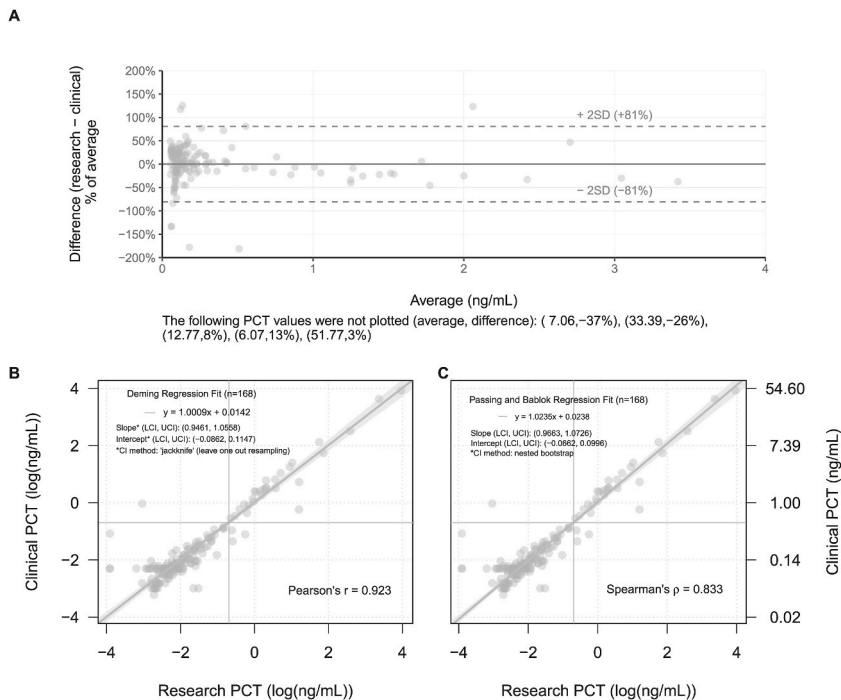 A
200%
150%
100%
50%
0%
−50%
−100%
−150%
−200%
Difference (research − clinical)
% of average
+ 2SD (+81%)
− 2SD (−81%)
0 1 2 3 4
Average (ng/mL)
The following PCT values were not plotted (average, difference): ( 7.06,−37%), (33.39,−26%),
(12.77,8%), (6.07,13%), (51.77,3%)
B
4
2
0
−2
−4
Clinical PCT (log(ng/mL))
Deming Regression Fit (n=168)
y = 1.0009x + 0.0142
Slope* (LCI, UCI): (0.9461, 1.0558)
Intercept* (LCI, UCI): (−0.0862, 0.1147)
*CI method: 'jackknife' (leave one out resampling)
Pearson's r = 0.923
−4 −2 0 2 4
Research PCT (log(ng/mL))
C
Passing and Bablok Regression Fit (n=168)
y = 1.0235x + 0.0238
Slope (LCI, UCI): (0.9663, 1.0726)
Intercept (LCI, UCI): (−0.0862, 0.0996)
*CI method: nested bootstrap
Spearman's ρ = 0.833
54.60
7.39
1.00
0.14
0.02
Clinical PCT (ng/mL)
−4 −2 0 2 4
Research PCT (log(ng/mL))